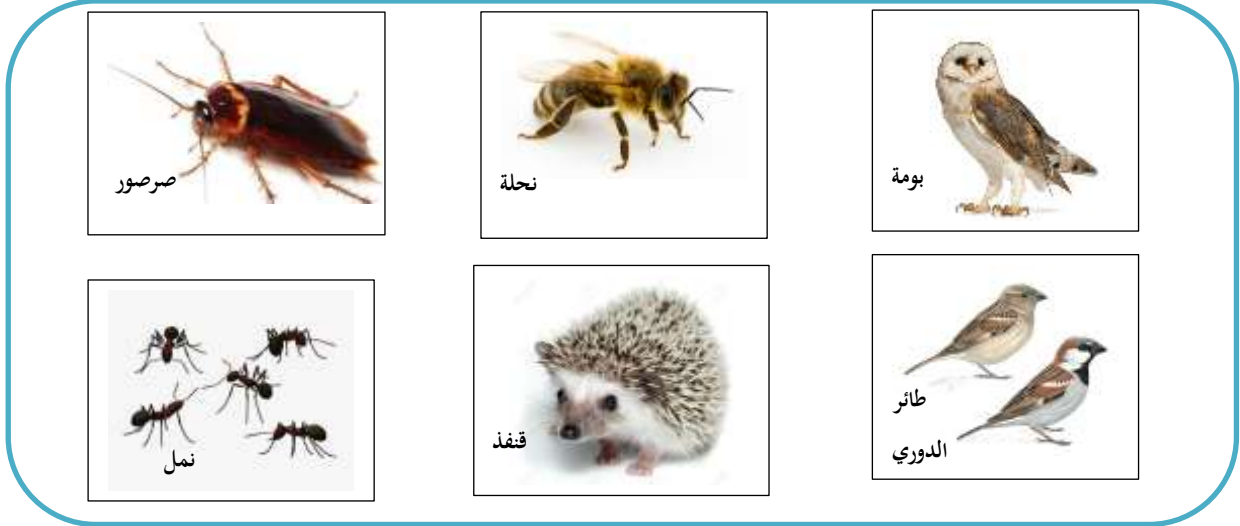 بومة
نحلة
صرصور
طائر
الدوري
قنفذ
نمل